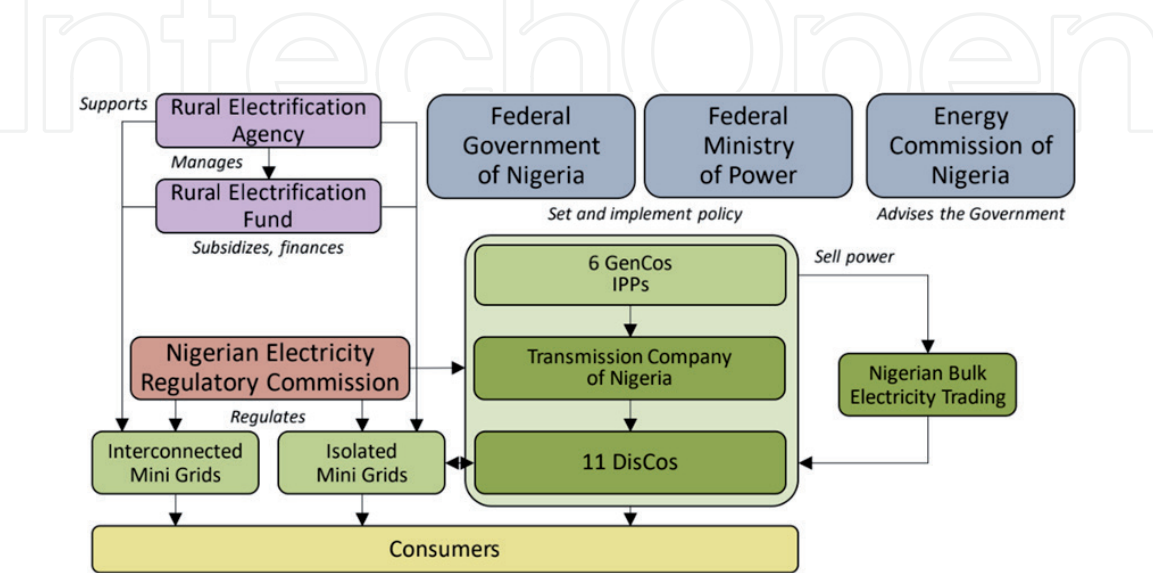 IntechOpen
Supports
Rural Electrification
Agency
Manages
Rural Electrification
Fund
Subsidizes, finances
Federal
Government
of Nigeria
Federal
Ministry
of Power
Energy
Commission of
Nigeria
Set and implement policy
Advises the Government
6 GenCos
IPPs
Sell power
Transmission Company
of Nigeria
Nigerian Bulk
Electricity Trading
11 DisCos
Nigerian Electricity
Regulatory Commission
Regulates
Interconnected
Mini Grids
Isolated
Mini Grids
Consumers